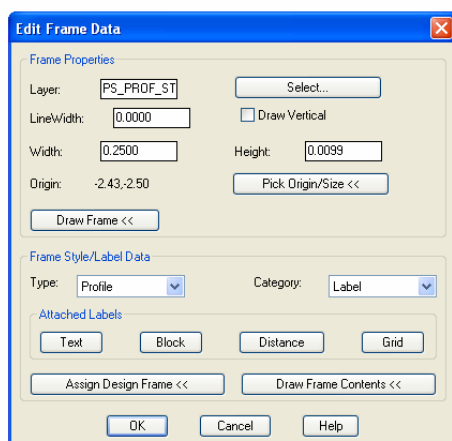 Edit Frame Data
Frame Properties
Layer: PS_PROF_ST Select...
LineWidth: 0.0000 Draw Vertical
Width: 0.2500 Height: 0.0099
Origin: -2.43,-2.50 Pick Origin/Size <<
Draw Frame <<
Frame Style/Label Data
Type: Profile Category: Label
Attached Labels
Text Block Distance Grid
Assign Design Frame << Draw Frame Contents <<
OK Cancel Help